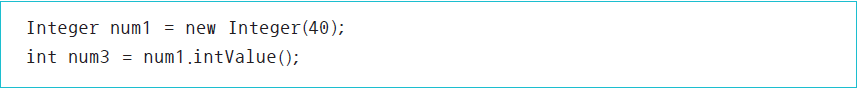 Integer num1 = new Integer(40);
int num3 = num1.intValue();